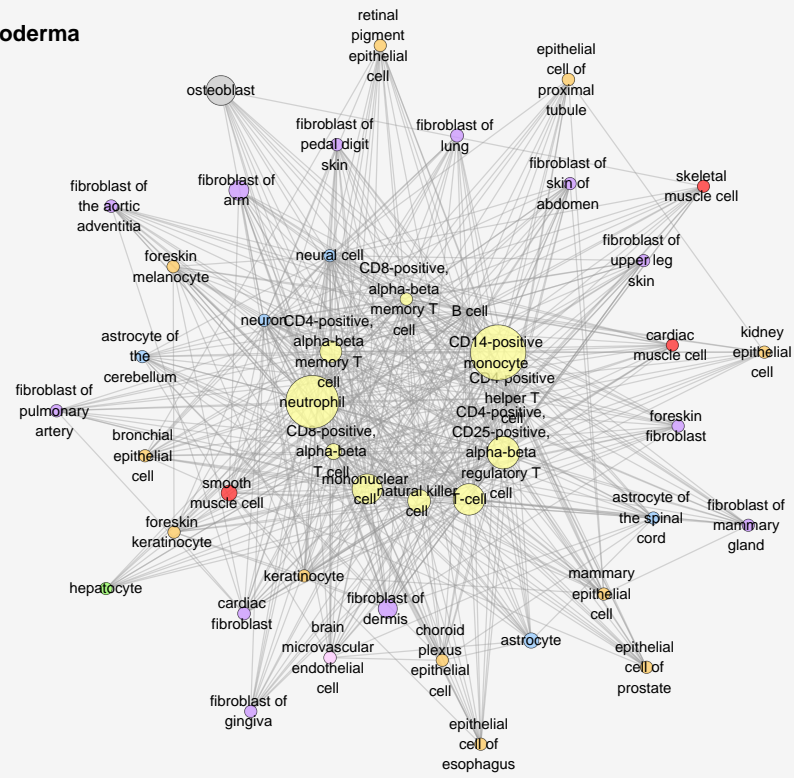 oderma
retinal
pigment
epithelial
cell
epithelial
cell of
proximal
tubule
osteoblast
fibroblast of
pedal digit
skin
fibroblast of
lung
fibroblast of
skin of
abdomen
skeletal
muscle cell
fibroblast of
the aortic
adventitia
fibroblast of
arm
foreskin
melanocyte
neural cell
CD8-positive,
alpha-beta
memory T
cell
B cell
fibroblast of
upper leg
skin
neuron
CD4-positive,
alpha-beta
memory T
cell
CD14-positive
monocyte
cardiac
muscle cell
kidney
epithelial
cell
astrocyte of
the
cerebellum
CD4-positive
helper T
cell
neutrophil
CD4-positive,
CD25-positive,
alpha-beta
regulatory T
cell
fibroblast of
pulmonary
artery
foreskin
fibroblast
bronchial
epithelial
cell
CD8-positive,
alpha-beta
T cell
mononuclear
cell
natural killer
cell
T-cell
smooth
muscle cell
astrocyte of
the spinal
cord
fibroblast of
mammary
gland
foreskin
keratinocyte
hepatocyte
keratinocyte
mammary
epithelial
cell
cardiac
fibroblast
fibroblast of
dermis
brain
microvascular
endothelial
cell
choroid
plexus
epithelial
cell
astrocyte
epithelial
cell of
prostate
fibroblast of
gingiva
epithelial
cell of
esophagus